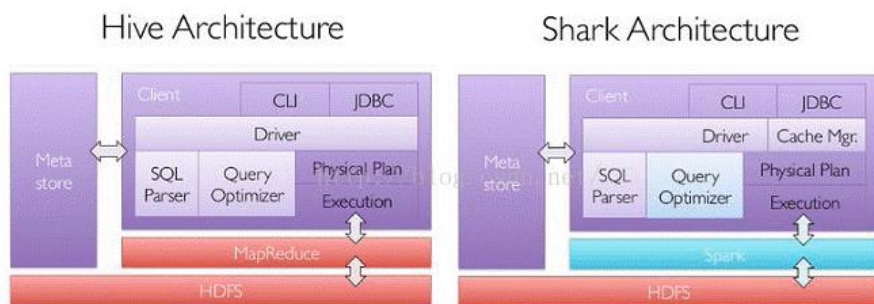 Hive Architecture
Client
CLI
JDBC
Driver
Meta
store
SQL
Parser
Query
Optimizer
Physical Plan
Execution
MapReduce
HDFS
Shark Architecture
Client
CLI
JDBC
Driver
Cache Mgr.
Meta
store
SQL
Parser
Query
Optimizer
Physical Plan
Execution
Spark
HDFS